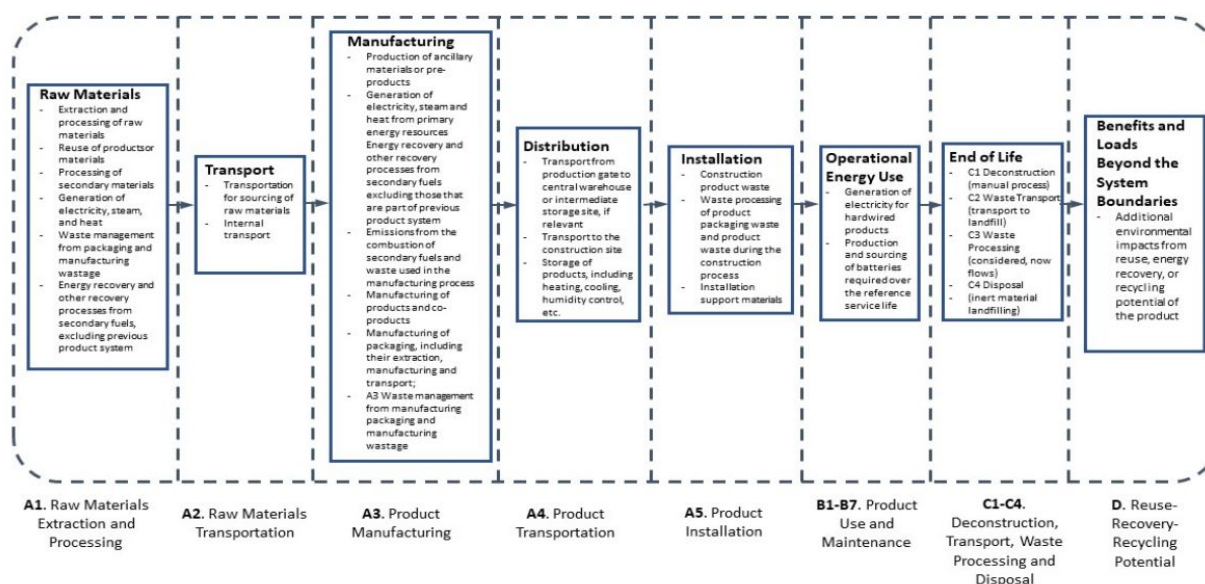 Raw Materials
- Extraction and
processing of raw
materials
- Reuse of productsor
materials
- Processing of
secondary materials
- Generation of
electricity, steam,
and heat
- Waste management
from packaging and
manufacturing
wastage
- Energy recovery and
other recovery
processes from
secondary fuels,
excluding previous
product system
Transport
- Transportation
for sourcing of
raw materials
- Internal
transport
Manufacturing
- Production of ancillary
materials or pre-
products
- Generation of
electricity, steam and
heat from primary
energy resources
Energy recovery and
other recovery
processes from
secondary fuels
excluding those that
are part of previous
product system
- Emissions from the
combustion of
secondary fuels and
waste used in the
manufacturing process
- Manufacturing of
products and co-
products
- Manufacturing of
packaging, including
their extraction,
manufacturing and
transport;
- A3 Waste management
from manufacturing
packaging and
manufacturing
wastage
Distribution
- Transport from
production gate to
central warehouse
or intermediate
storage site, if
relevant
- Transport to the
construction site
- Storage of
products, including
heating, cooling,
humidity control,
etc.
Installation
- Construction
product waste
- Waste processing of
product
packaging waste and
product waste during
the construction
process
- Installation
support materials
Operational
Energy Use
- Generation of
electricity for
hardwired
products
- Production
and sourcing
of batteries
required over
the reference
service life
End of Life
- C1 Deconstruction
(manual process)
- C2 Waste Transport
(transport to
landfill)
- C3 Waste
Processing
(considered, now
flows)
- C4 Disposal
- (inert material
landfilling)
Benefits and
Loads
Beyond the
System
Boundaries
- Additional
environmental
impacts from
reuse, energy
recovery, or
recycling
potential of
the product
A1. Raw Materials
Extraction and
Processing
A2. Raw Materials
Transportation
A3. Product
Manufacturing
A4. Product
Transportation
A5. Product
Installation
B1-B7. Product
Use and
Maintenance
C1-C4.
Deconstruction,
Transport, Waste
Processing and
Disposal
D. Reuse-
Recovery-
Recycling
Potential